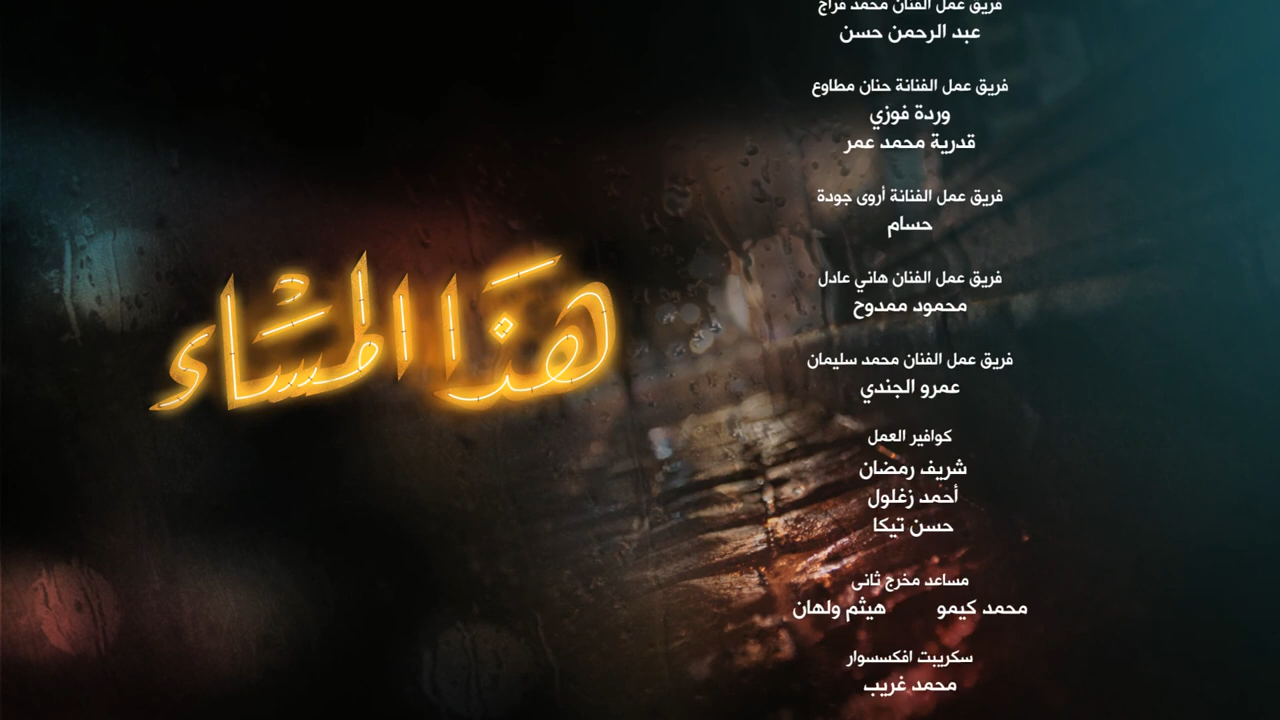 هَذَا المْسَاء
فريق عمل الفنان محمد فراج
عبد الرحمن حسن
فريق عمل الفنانة حنان مطاوع
وردة فوزي
قدرية محمد عمر
فريق عمل الفنانة أروى جودة
حسام
فريق عمل الفنان هاني عادل
محمود ممدوح
فريق عمل الفنان محمد سليمان
عمرو الجندي
كوافير العمل
شريف رمضان
أحمد زغلول
حسن تيكا
مساعد مخرج ثانى
محمد كيمو هيثم ولهان
سكريبت افكسسوار
محمد غريب